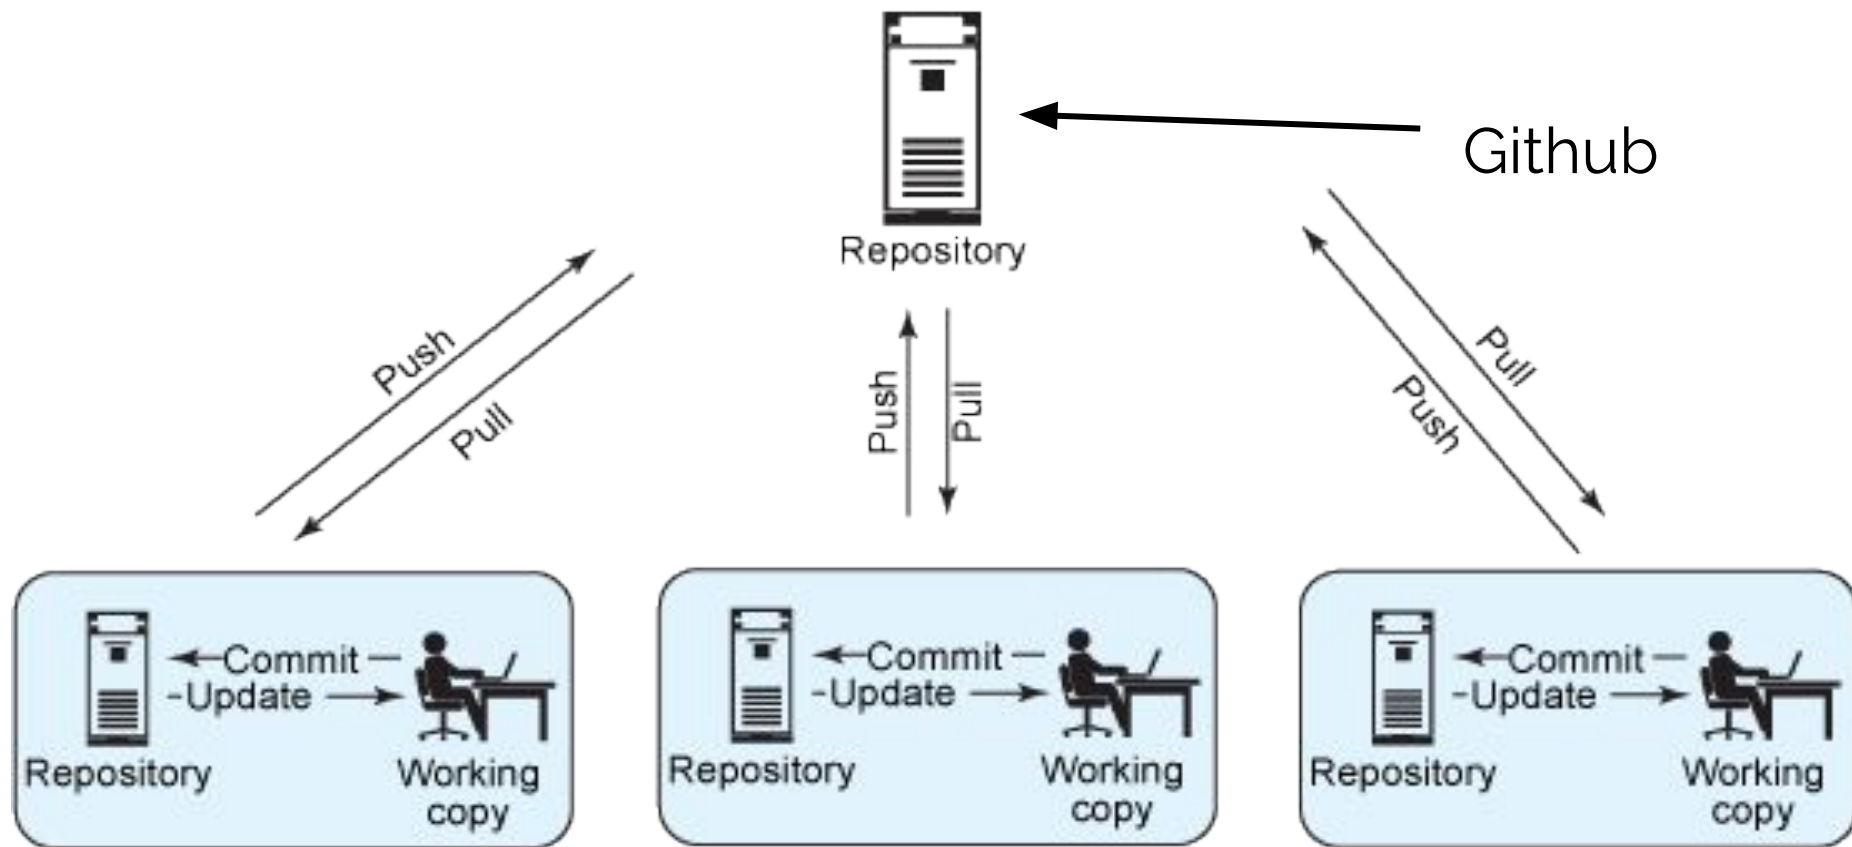 Github
Repository
Push
Pull
Push
Pull
Pull
Push
Commit
Update
Repository
Working
copy
Commit
Update
Repository
Working
copy
Commit
Update
Repository
Working
copy